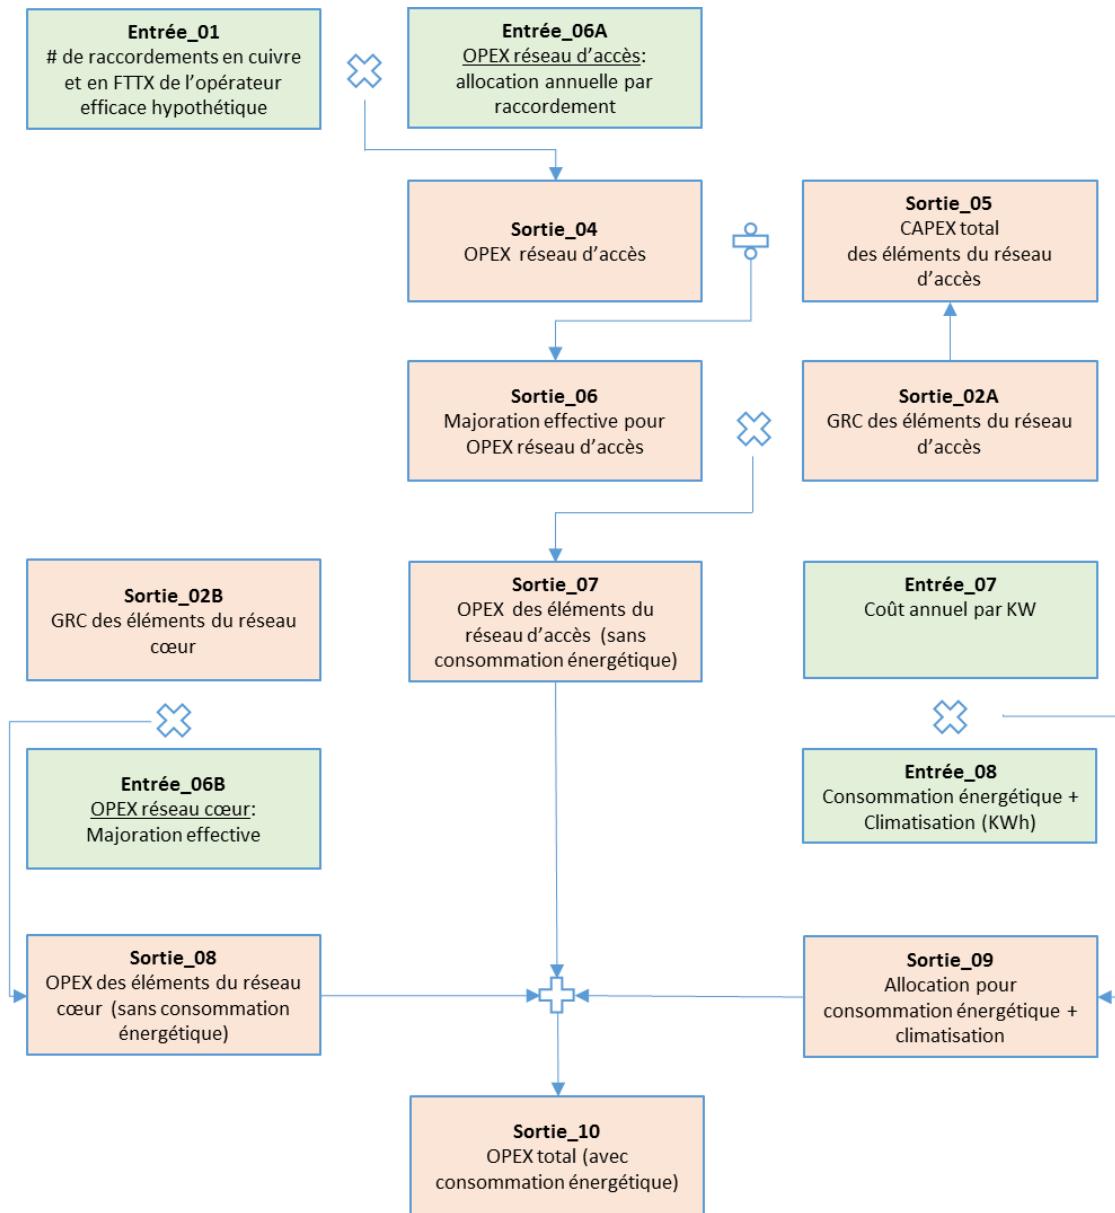 Entrée_01
# de raccordements en cuivre
et en FTTX de l’opérateur
efficace hypothétique
Entrée_06A
OPEX réseau d’accès:
allocation annuelle par
raccordement
Sortie_04
OPEX réseau d’accès
Sortie_05
CAPEX total
des éléments du réseau
d’accès
Sortie_06
Majoration effective pour
OPEX réseau d’accès
Sortie_02A
GRC des éléments du réseau
d’accès
Sortie_02B
GRC des éléments du réseau
cœur
Sortie_07
OPEX des éléments du
réseau d’accès (sans
consommation énergétique)
Entrée_07
Coût annuel par KW
Entrée_06B
OPEX réseau cœur:
Majoration effective
Entrée_08
Consommation énergétique +
Climatisation (KWh)
Sortie_08
OPEX des éléments du réseau
cœur (sans consommation
énergétique)
Sortie_09
Allocation pour
consommation énergétique +
climatisation
Sortie_10
OPEX total (avec
consommation énergétique)